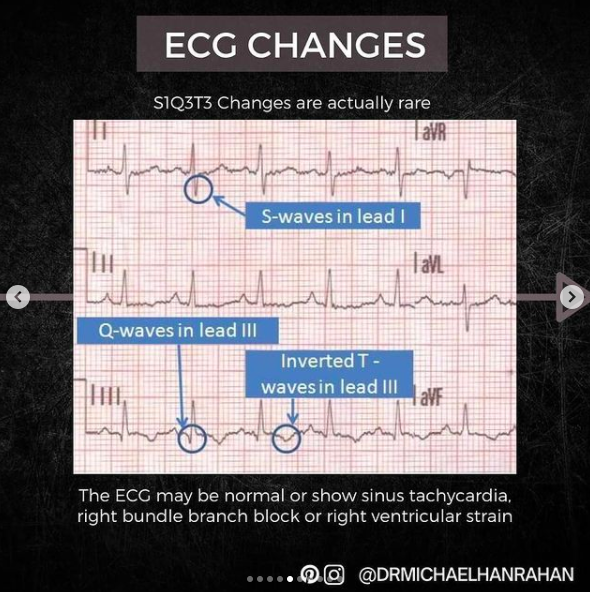 ECG CHANGES
S1Q3T3 Changes are actually rare
II
aVR
S-waves in lead I
III
aVL
Q-waves in lead III
Inverted T -
waves in lead III
IIII
aVF
The ECG may be normal or show sinus tachycardia,
right bundle branch block or right ventricular strain
@DRMICHAELHANRAHAN